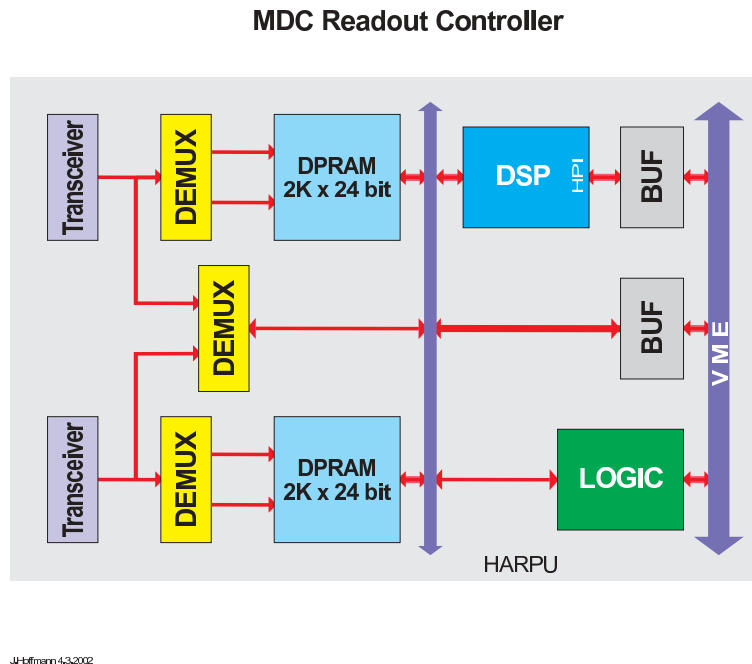 MDC Readout Controller
Transceiver
DEMUX
DPRAM
2K x 24 bit
DSP
HPI
BUF
DEMUX
BUF
VME
Transceiver
DEMUX
DPRAM
2K x 24 bit
LOGIC
HARPU
J.Hoffmann 4.3.2002